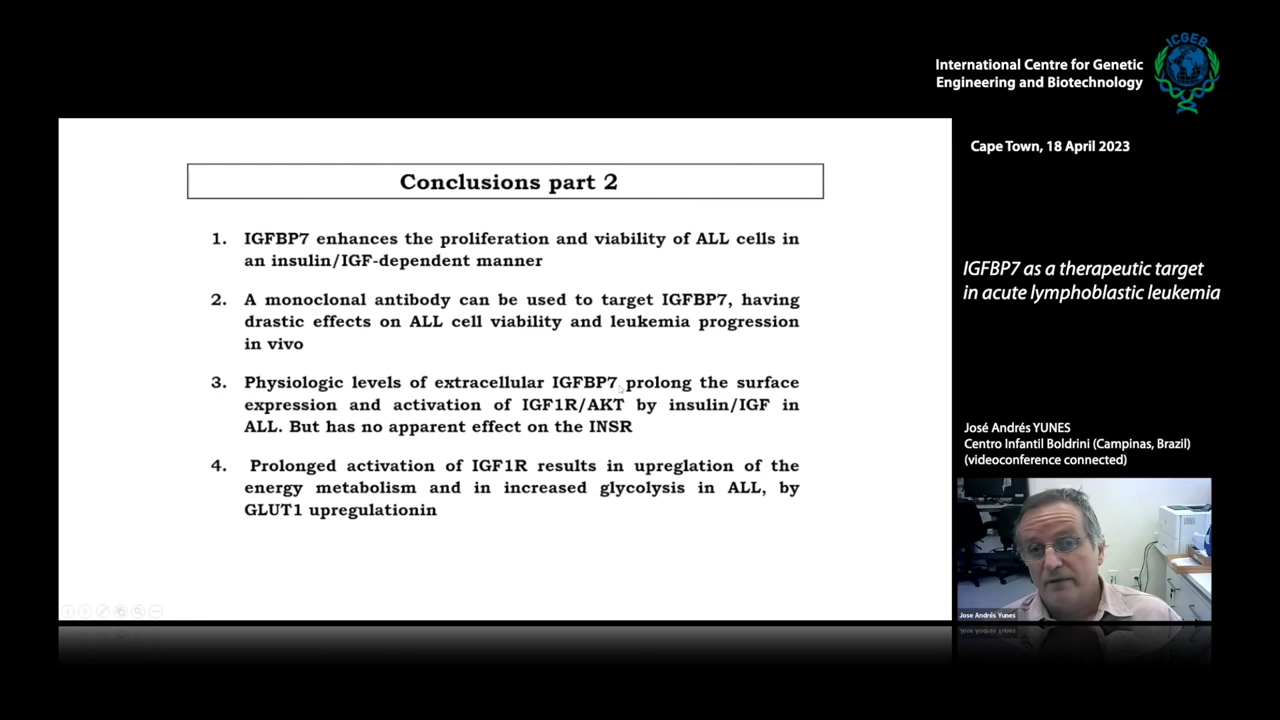 ICGEB
International Centre for Genetic
Engineering and Biotechnology
Cape Town, 18 April 2023
Conclusions part 2
1. IGFBP7 enhances the proliferation and viability of ALL cells in
an insulin/IGF-dependent manner
2. A monoclonal antibody can be used to target IGFBP7, having
drastic effects on ALL cell viability and leukemia progression
in vivo
3. Physiologic levels of extracellular IGFBP7 prolong the surface
expression and activation of IGF1R/AKT by insulin/IGF in
ALL. But has no apparent effect on the INSR
4. Prolonged activation of IGF1R results in upreglation of the
energy metabolism and in increased glycolysis in ALL, by
GLUT1 upregulationin
IGFBP7 as a therapeutic target
in acute lymphoblastic leukemia
José Andrés YUNES
Centro Infantil Boldrini (Campinas, Brazil)
(videoconference connected)
Jose Andrés Yunes